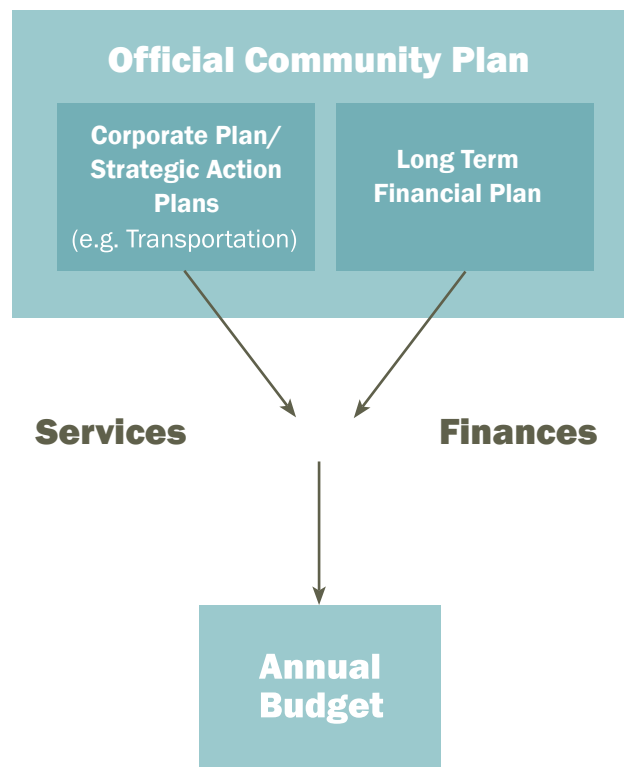 Official Community Plan
Corporate Plan/
Strategic Action
Plans
(e.g. Transportation)
Long Term
Financial Plan
Services
Finances
Annual
Budget